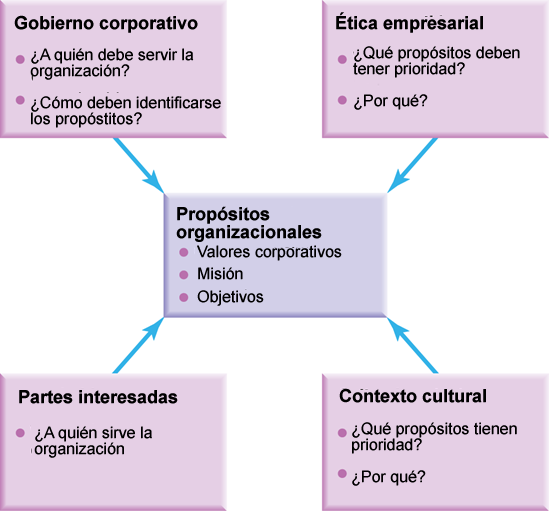 Gobierno corporativo
¿A quién debe servir la
organización?
¿Cómo deben identificarse
los propóstitos?
Ética empresarial
¿Qué propósitos deben
tener prioridad?
¿Por qué?
Propósitos
organizacionales
Valores corporativos
Misión
Objetivos
Partes interesadas
¿A quién sirve la
organización
Contexto cultural
¿Qué propósitos tienen
prioridad?
¿Por qué?